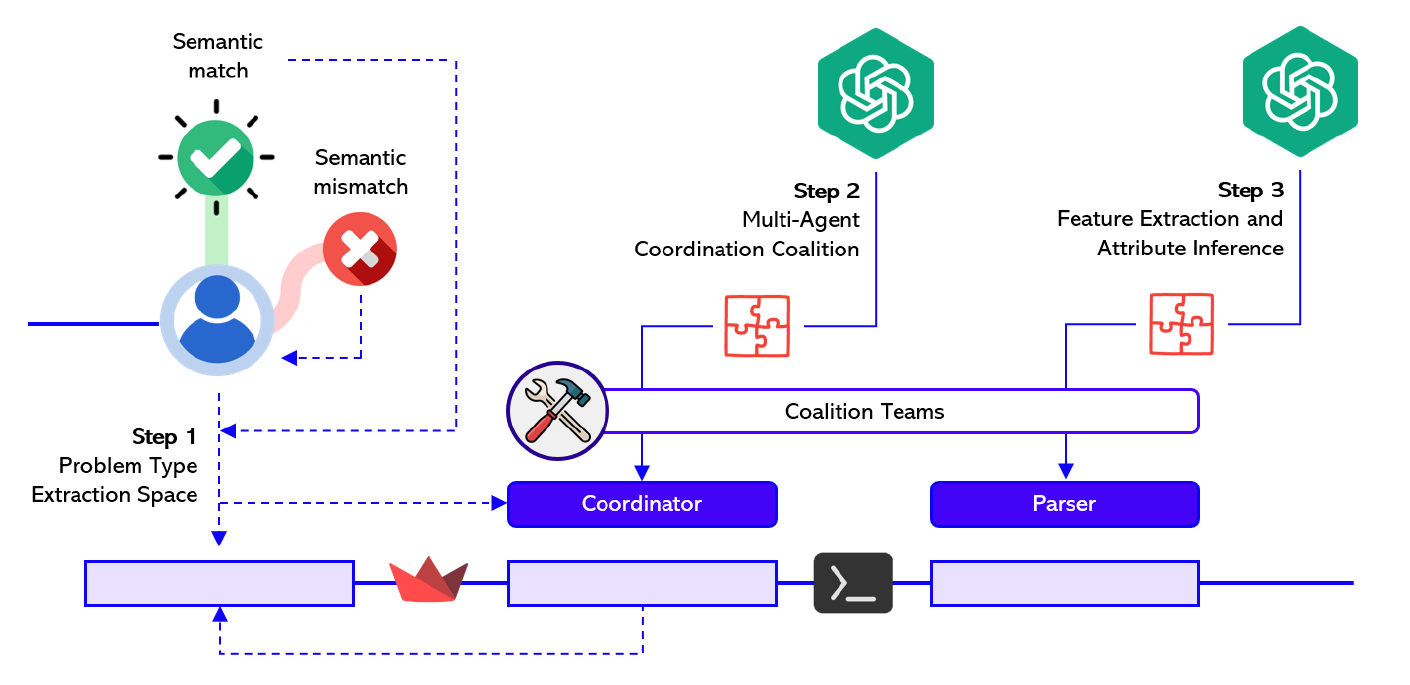 Semantic
match
Semantic
mismatch
Step 1
Problem Type
Extraction Space
Step 2
Multi-Agent
Coordination Coalition
Step 3
Feature Extraction and
Attribute Inference
Coalition Teams
Coordinator
Parser